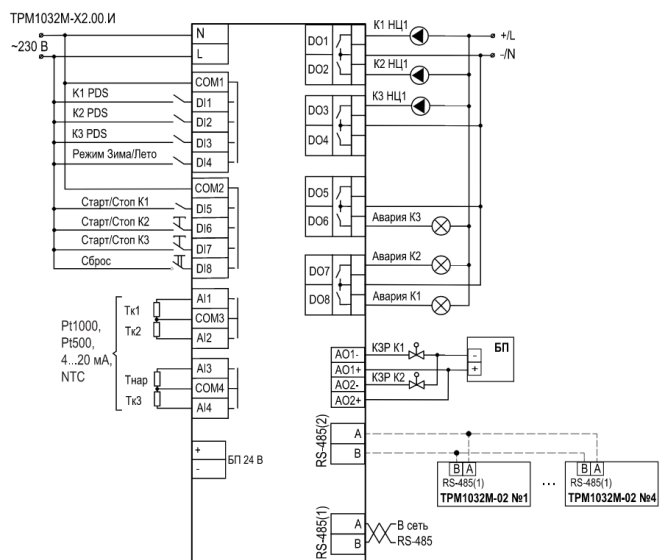 ТРМ1032М-Х2.00.И
~230 В
N
L
COM1
К1 PDS
DI1
К2 PDS
DI2
К3 PDS
DI3
Режим Зима/Лето
DI4
COM2
Старт/Стоп К1
DI5
Старт/Стоп К2
DI6
Старт/Стоп К3
DI7
Сброс
DI8
Pt1000,
Pt500,
4...20 мА,
NTC
Тк1
Тк2
AI1
COM3
AI2
Тнар
Тк3
AI3
COM4
AI4
+
-
БП 24 В
DO1
DO2
К1 НЦ1
К2 НЦ1
+/L
-/N
DO3
DO4
К3 НЦ1
DO5
DO6
Авария К3
DO7
DO8
Авария К2
Авария К1
AO1-
AO1+
AO2-
AO2+
КЗР К1
КЗР К2
-
+
БП
RS-485(2)
A
B
B A
RS-485(1)
ТРМ1032М-02 №1
...
B A
RS-485(1)
ТРМ1032М-02 №4
RS-485(1)
A
B
В сеть
RS-485